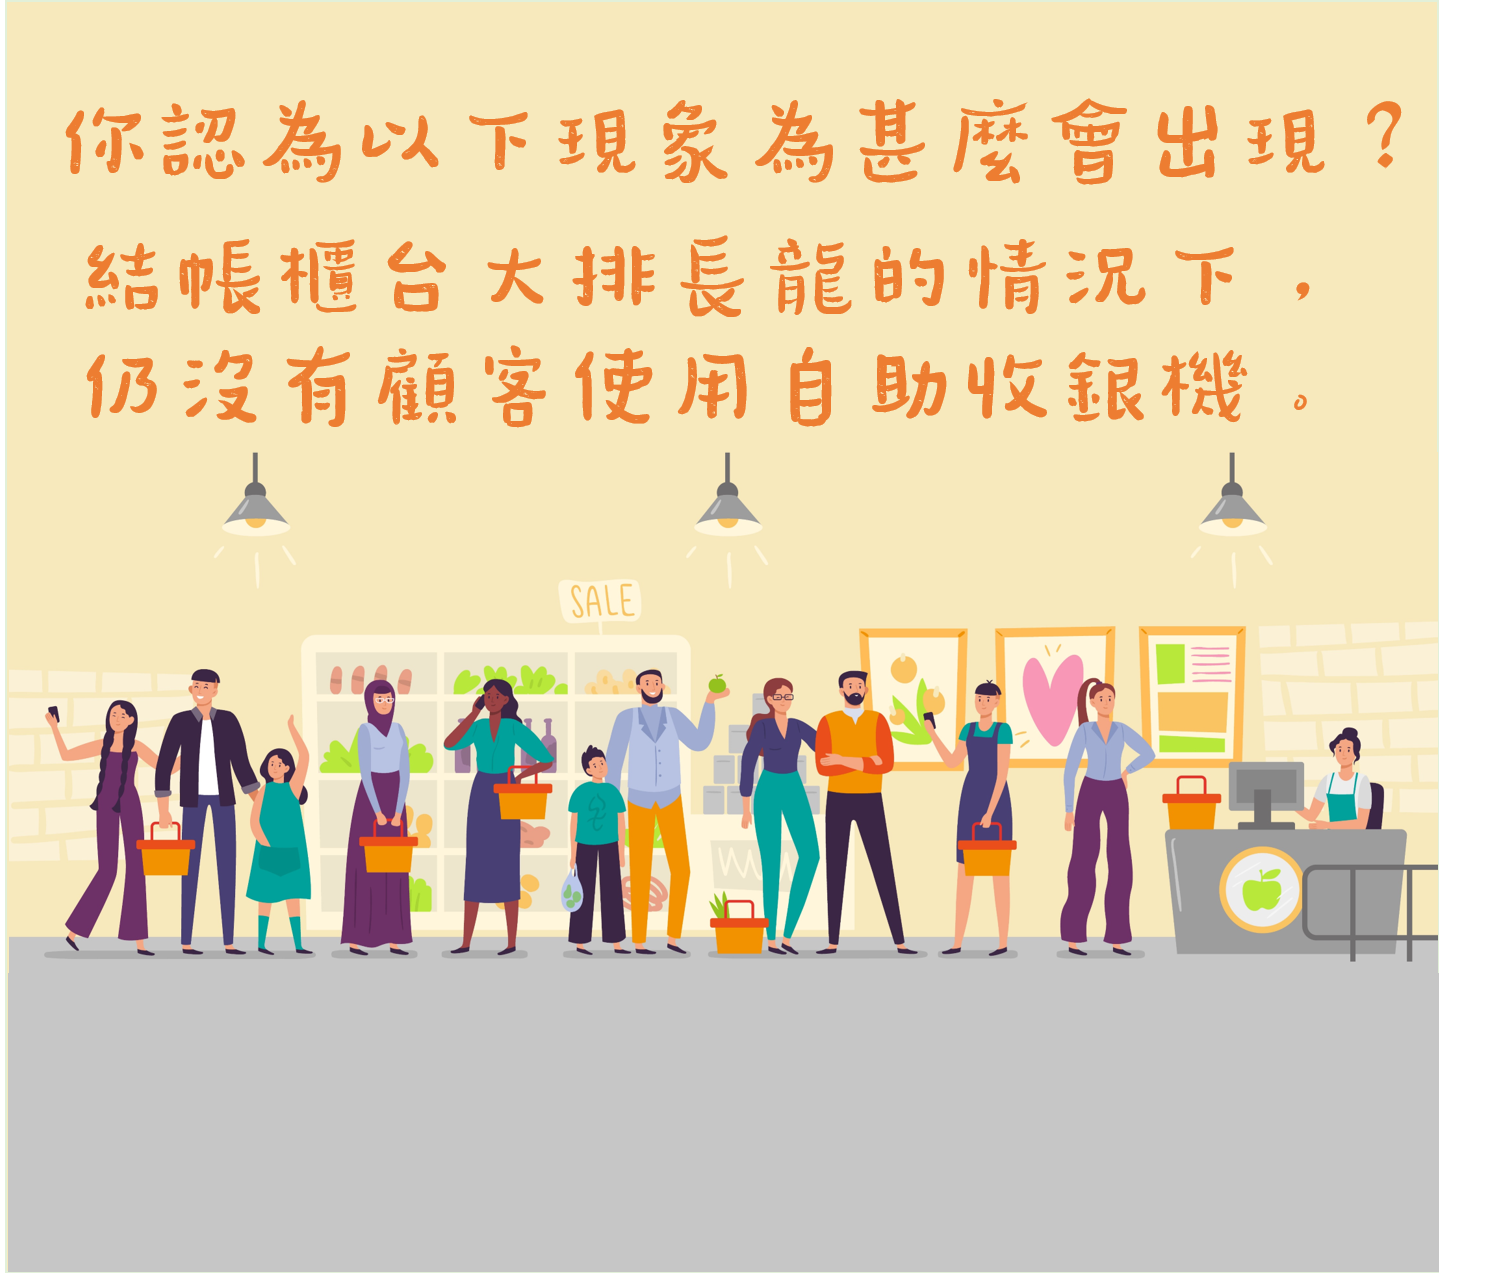 你認為以下現象為甚麼會出現？
結帳櫃台大排長龍的情況下，
仍沒有顧客使用自助收銀機。
SALE